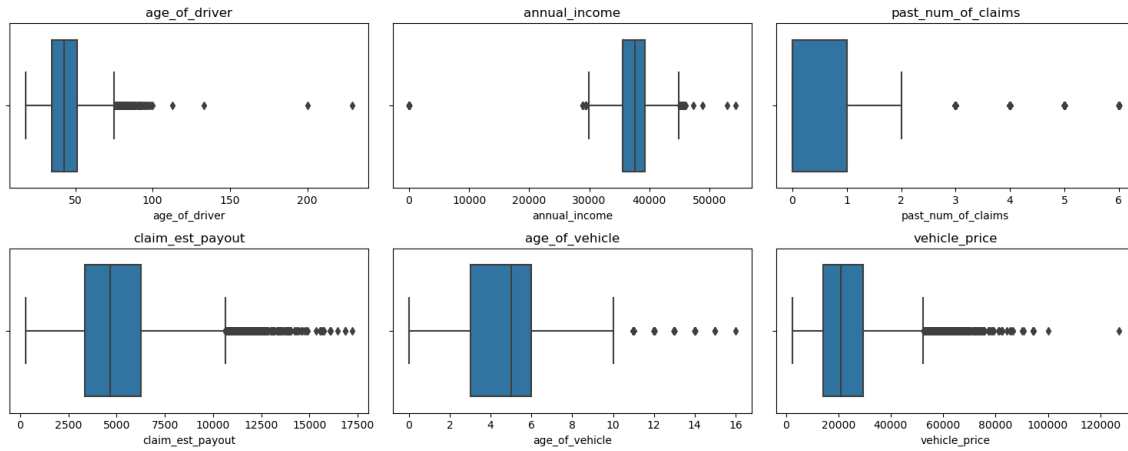 age_of_driver annual_income past_num_of_claims
50 100 150 200 0 10000 20000 30000 40000 50000 0 1 2 3 4 5 6
age_of_driver annual_income past_num_of_claims
claim_est_payout age_of_vehicle vehicle_price
0 2500 5000 7500 10000 12500 15000 17500 0 2 4 6 8 10 12 14 16 0 20000 40000 60000 80000 100000 120000
claim_est_payout age_of_vehicle vehicle_price